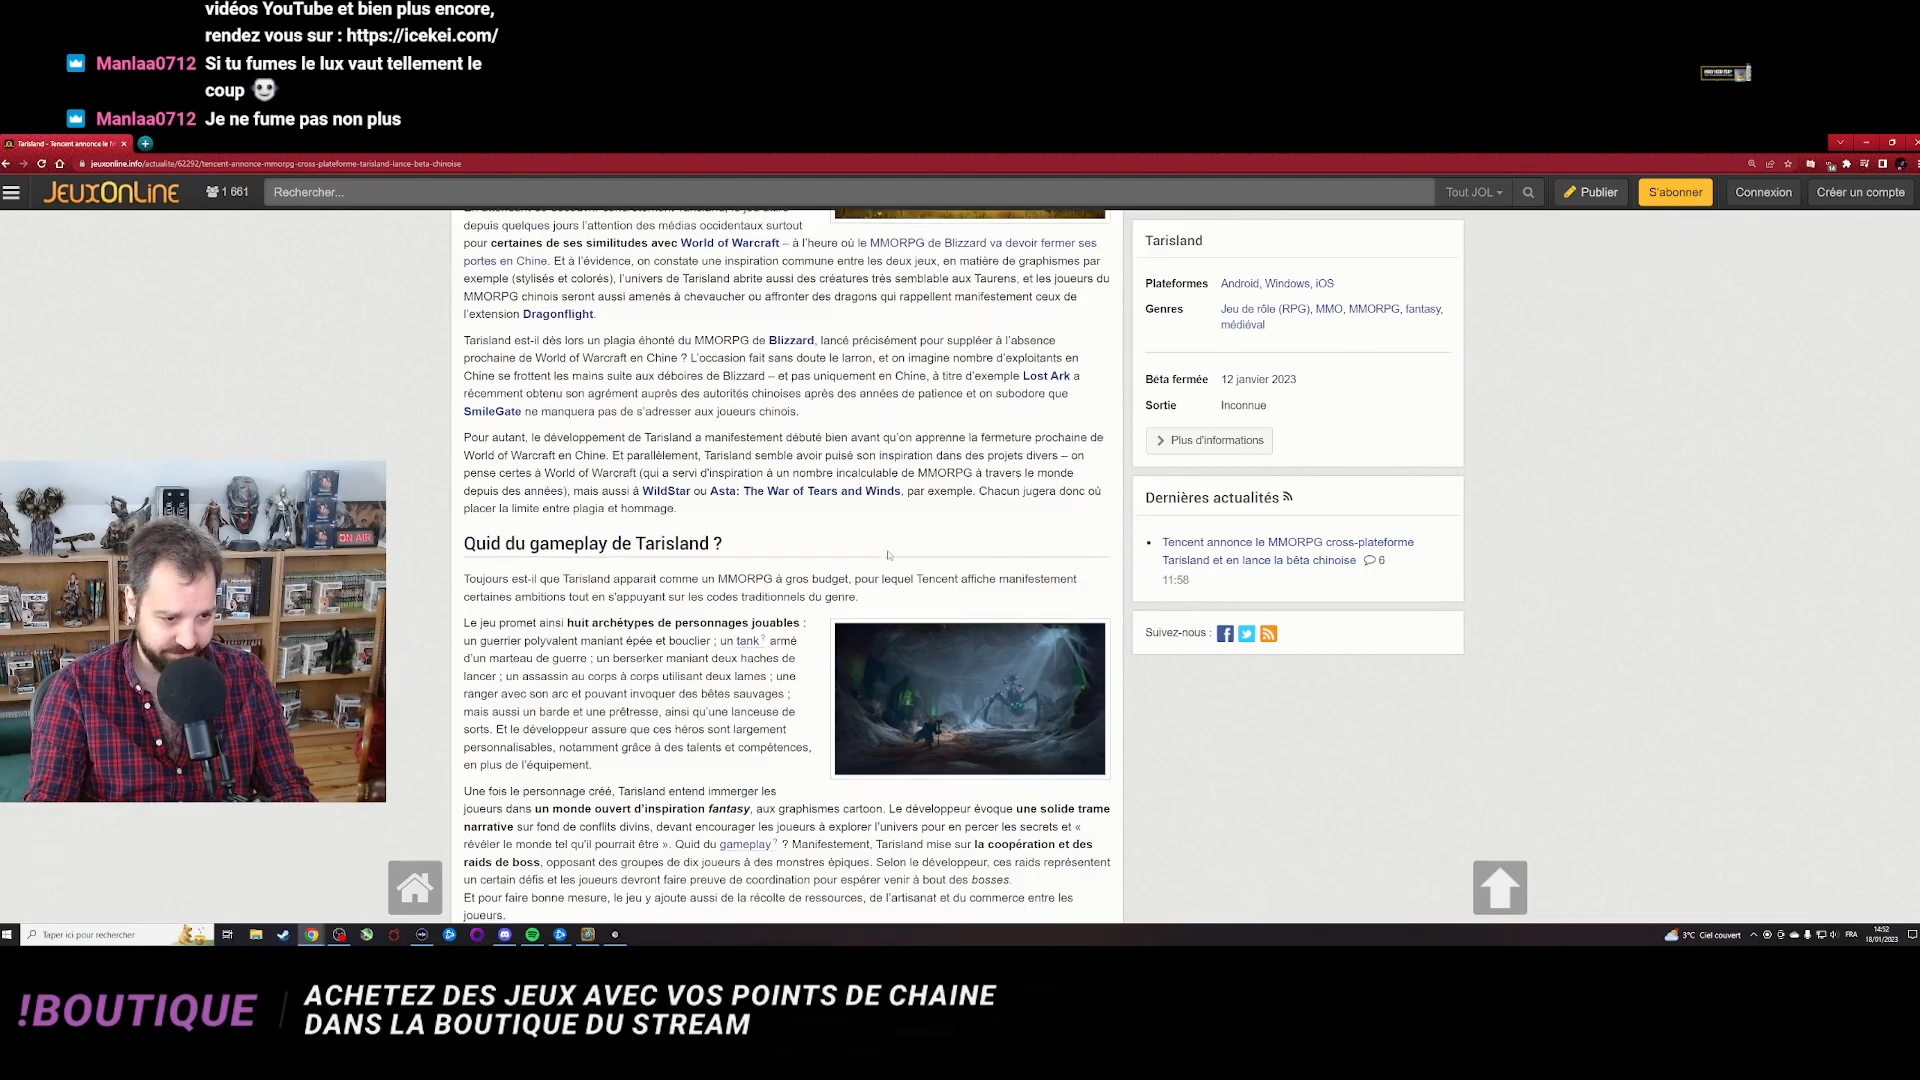 vidéos YouTube et bien plus encore,
rendez vous sur : https://icekei.com/
Manlaa0712 Si tu fumes le lux vaut tellement le
coup
Manlaa0712 Je ne fume pas non plus
Tarisland - Tencent annonce le
jeuxonline.info/actualite/62292/tencent-annonce-mmorpg-cross-plateforme-tarisland-lance-beta-chinoise
JEUXONLINE
1 661
Rechercher...
Tout JOL
Publier
S'abonner
Connexion
Créer un compte
depuis quelques jours l'attention des médias occidentaux surtout
pour certaines de ses similitudes avec World of Warcraft – à l'heure où le MMORPG de Blizzard va devoir fermer ses
portes en Chine. Et à l'évidence, on constate une inspiration commune entre les deux jeux, en matière de graphismes par
exemple (stylisés et colorés), l'univers de Tarisland abrite aussi des créatures très semblable aux Taurens, et les joueurs du
MMORPG chinois seront aussi amenés à chevaucher ou affronter des dragons qui rappellent manifestement ceux de
l'extension Dragonflight.
Tarisland est-il dès lors un plagia éhonté du MMORPG de Blizzard, lancé précisément pour suppléer à l'absence
prochaine de World of Warcraft en Chine ? L'occasion fait sans doute le larron, et on imagine nombre d'exploitants en
Chine se frottent les mains suite aux déboires de Blizzard – et pas uniquement en Chine, à titre d'exemple Lost Ark a
récemment obtenu son agrément auprès des autorités chinoises après des années de patience et on subodore que
SmileGate ne manquera pas de s'adresser aux joueurs chinois.
Pour autant, le développement de Tarisland a manifestement débuté bien avant qu'on apprenne la fermeture prochaine de
World of Warcraft en Chine. Et parallèlement, Tarisland semble avoir puisé son inspiration dans des projets divers – on
pense certes à World of Warcraft (qui a servi d'inspiration à un nombre incalculable de MMORPG à travers le monde
depuis des années), mais aussi à WildStar ou Asta: The War of Tears and Winds, par exemple. Chacun jugera donc où
placer la limite entre plagia et hommage.
Quid du gameplay de Tarisland ?
Toujours est-il que Tarisland apparait comme un MMORPG à gros budget, pour lequel Tencent affiche manifestement
certaines ambitions tout en s'appuyant sur les codes traditionnels du genre.
Le jeu promet ainsi huit archétypes de personnages jouables :
un guerrier polyvalent maniant épée et bouclier ; un tank ? armé
d'un marteau de guerre ; un berserker maniant deux haches de
lancer ; un assassin au corps à corps utilisant deux lames ; une
ranger avec son arc et pouvant invoquer des bêtes sauvages ;
mais aussi un barde et une prêtresse, ainsi qu'une lanceuse de
sorts. Et le développeur assure que ces héros sont largement
personnalisables, notamment grâce à des talents et compétences,
en plus de l'équipement.
Une fois le personnage créé, Tarisland entend immerger les
joueurs dans un monde ouvert d'inspiration fantasy, aux graphismes cartoon. Le développeur évoque une solide trame
narrative sur fond de conflits divins, devant encourager les joueurs à explorer l'univers pour en percer les secrets et «
révéler le monde tel qu'il pourrait être ». Quid du gameplay ? ? Manifestement, Tarisland mise sur la coopération et des
raids de boss, opposant des groupes de dix joueurs à des monstres épiques. Selon le développeur, ces raids représentent
un certain défis et les joueurs devront faire preuve de coordination pour espérer venir à bout des bosses.
Et pour faire bonne mesure, le jeu y ajoute aussi de la récolte de ressources, de l'artisanat et du commerce entre les
joueurs.
Tarisland
Plateformes Android, Windows, iOS
Genres Jeu de rôle (RPG), MMO, MMORPG, fantasy,
médiéval
Bêta fermée 12 janvier 2023
Sortie Inconnue
Plus d'informations
Dernières actualités
Tencent annonce le MMORPG cross-plateforme
Tarisland et en lance la bêta chinoise 6
11:58
Suivez-nous :
ON AIR
Taper ici pour rechercher
3°C Ciel couvert
FRA
14:52
18/01/2023
!BOUTIQUE
ACHETEZ DES JEUX AVEC VOS POINTS DE CHAINE
DANS LA BOUTIQUE DU STREAM